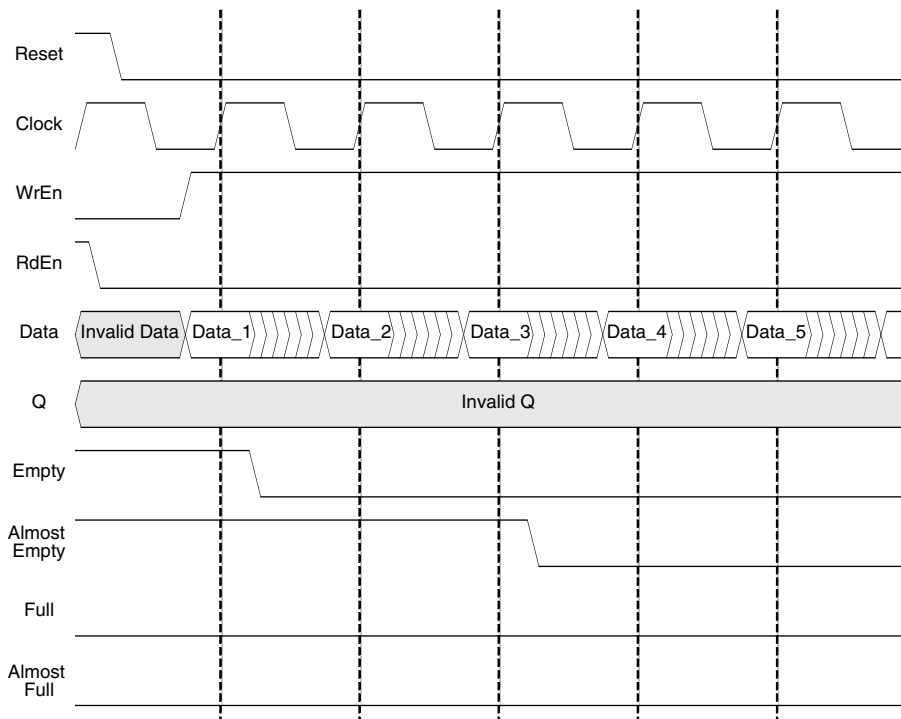 Reset
Clock
WrEn
RdEn
Data
Invalid Data
Data_1
Data_2
Data_3
Data_4
Data_5
Q
Invalid Q
Empty
Almost
Empty
Full
Almost
Full